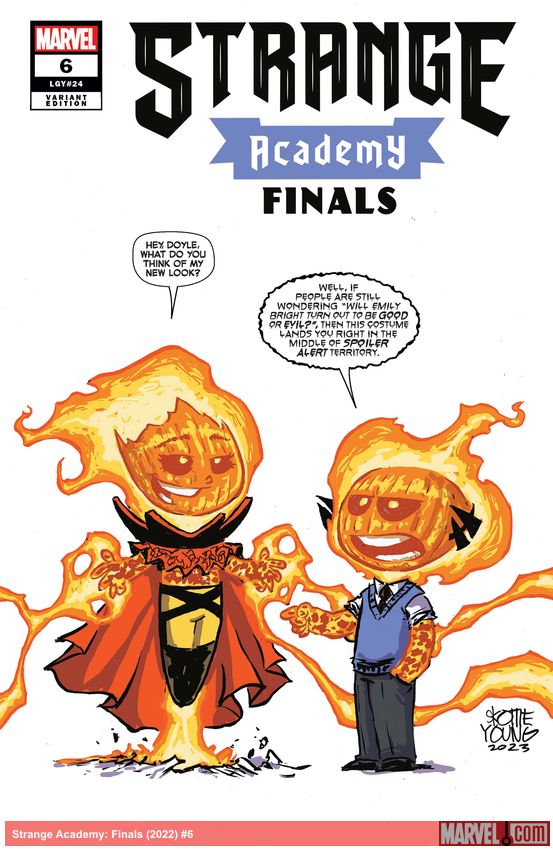 MARVEL
6
LGY#24
VARIANT
EDITION
STRANGE
Academy
FINALS
HEY, DOYLE,
WHAT DO YOU
THINK OF MY
NEW LOOK?
WELL, IF
PEOPLE ARE STILL
WONDERING "WILL EMILY
BRIGHT TURN OUT TO BE GOOD
OR EVIL?", THEN THIS COSTUME
LANDS YOU RIGHT IN THE
MIDDLE OF SPOILER
ALERT TERRITORY.
SKOTTIE
YOUNG
2023
Strange Academy: Finals (2022) #6
MARVEL.com